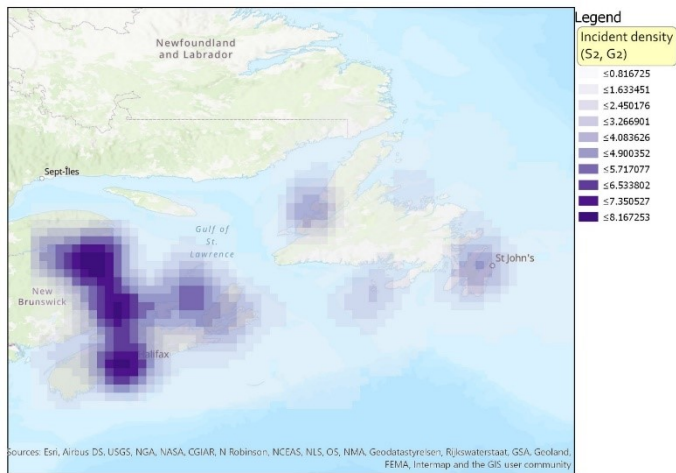 Legend
Incident density
(S2, G2)
≤0.816725
≤1.633451
≤2.450176
≤3.266901
≤4.083626
≤4.900352
≤5.717077
≤6.533802
≤7.350527
≤8.167253
Newfoundland
and Labrador
Sept-Îles
Gulf of
St.
Lawrence
St John's
New
Brunswick
Halifax
Sources: Esri, Airbus DS, USGS, NGA, NASA, CGIAR, N Robinson, NCEAS, NLS, OS, NMA, Geodatastyrelsen, Rijkswaterstaat, GSA, Geoland,
FEMA, Intermap and the GIS user community